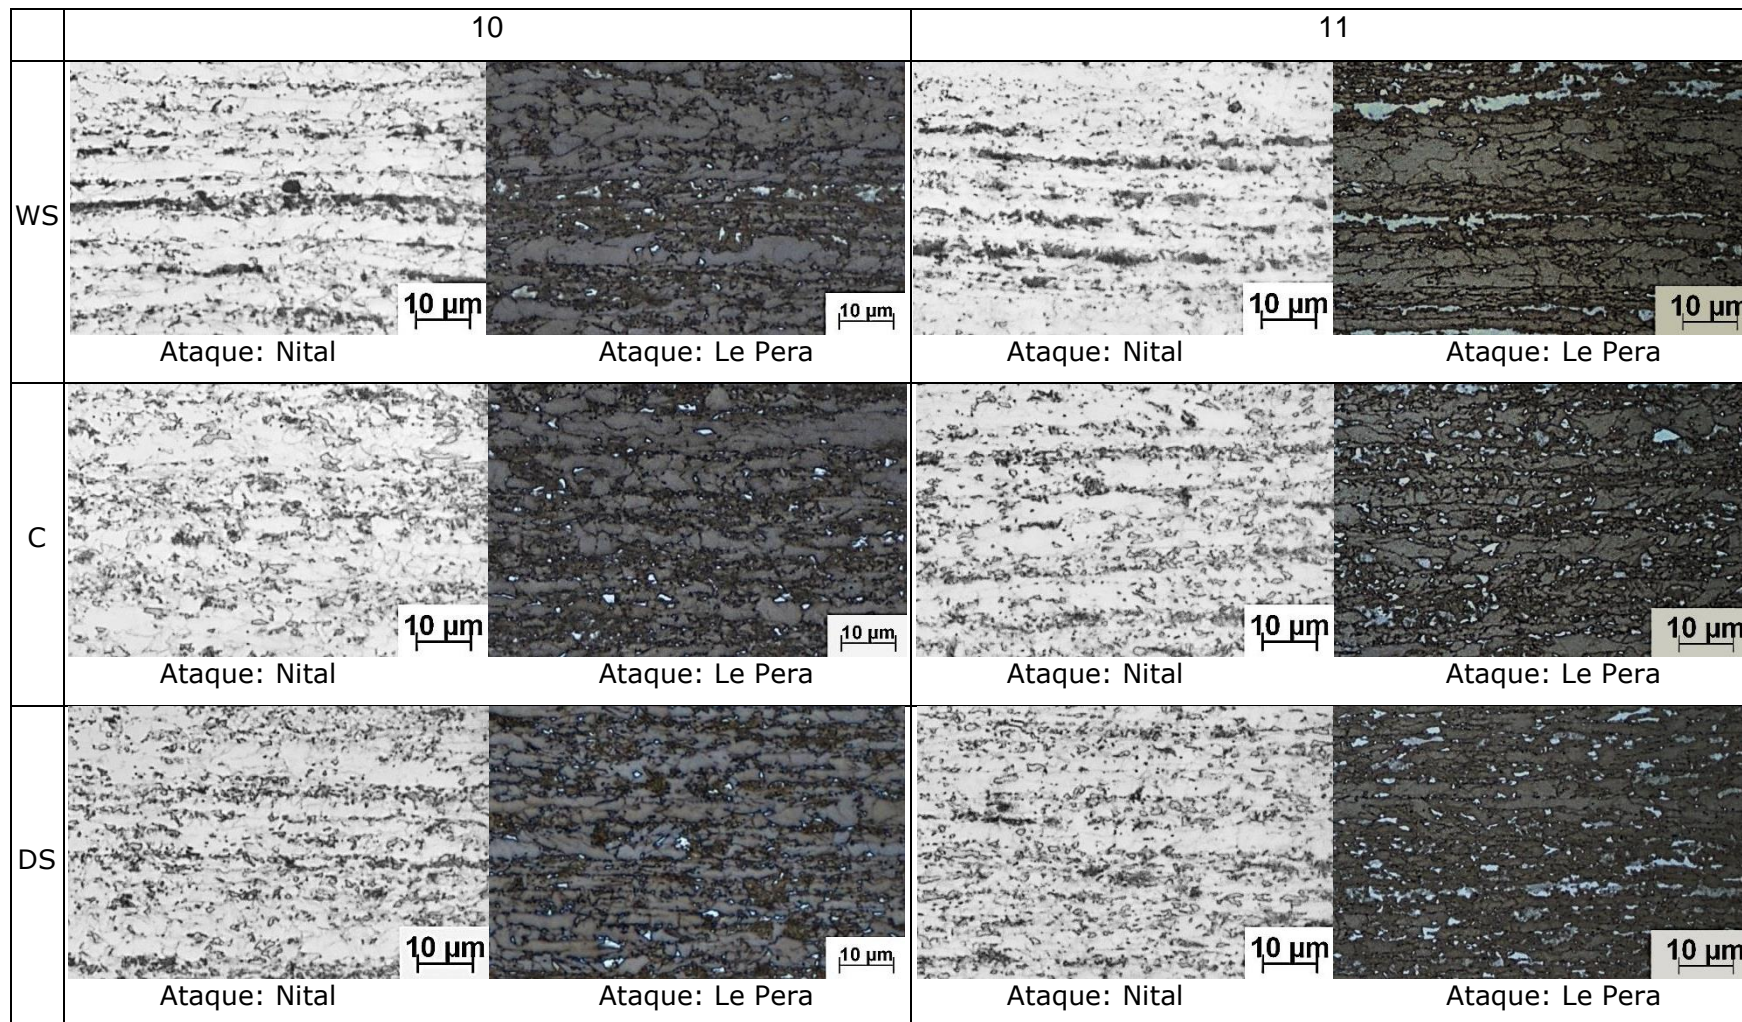 10 11
WS
10 µm 10 µm 10 µm 10 µm
Ataque: Nital Ataque: Le Pera Ataque: Nital Ataque: Le Pera
C
10 µm 10 µm 10 µm 10 µm
Ataque: Nital Ataque: Le Pera Ataque: Nital Ataque: Le Pera
DS
10 µm 10 µm 10 µm 10 µm
Ataque: Nital Ataque: Le Pera Ataque: Nital Ataque: Le Pera